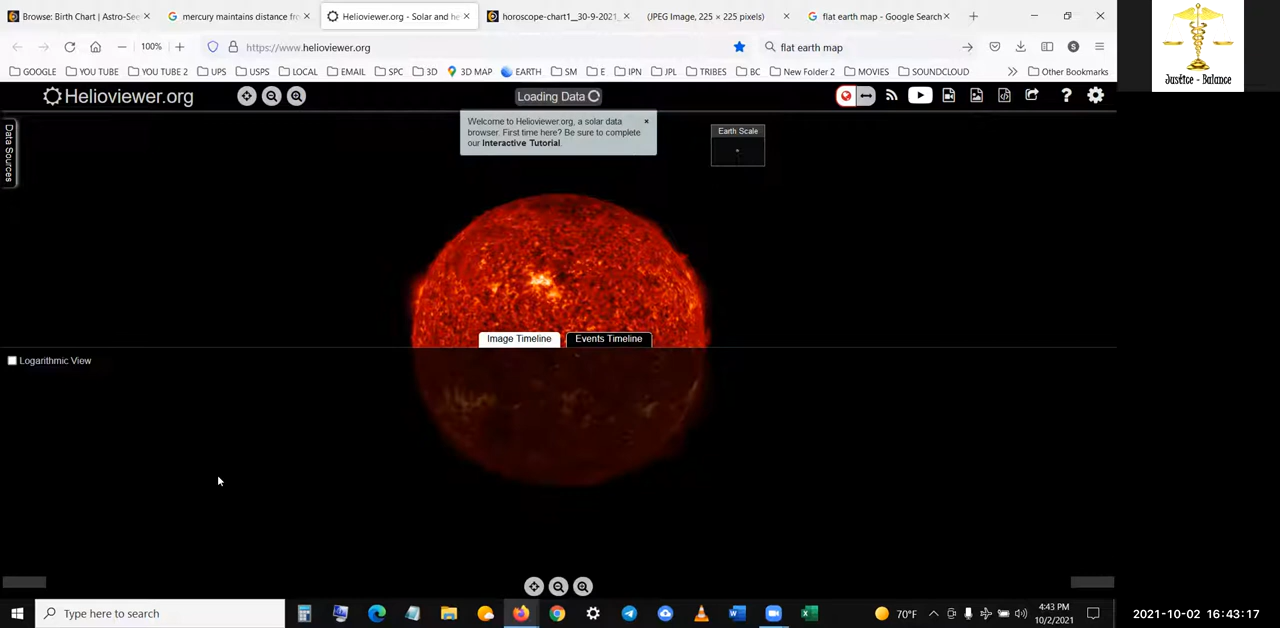 Browse: Birth Chart | Astro-See
mercury maintains distance fro
Helioviewer.org - Solar and he
horoscope-chart1__30-9-2021_
(JPEG Image, 225 × 225 pixels)
flat earth map - Google Search
100%
https://www.helioviewer.org
flat earth map
S
GOOGLE
YOU TUBE
YOU TUBE 2
UPS
USPS
LOCAL
EMAIL
SPC
3D
3D MAP
EARTH
SM
E
IPN
JPL
TRIBES
BC
New Folder 2
MOVIES
SOUNDCLOUD
Other Bookmarks
Justice - Balance
Helioviewer.org
Loading Data
Welcome to Helioviewer.org, a solar data
browser. First time here? Be sure to complete
our Interactive Tutorial.
Earth Scale
Data Sources
Image Timeline
Events Timeline
Logarithmic View
Type here to search
70°F
4:43 PM
10/2/2021
2021-10-02 16:43:17